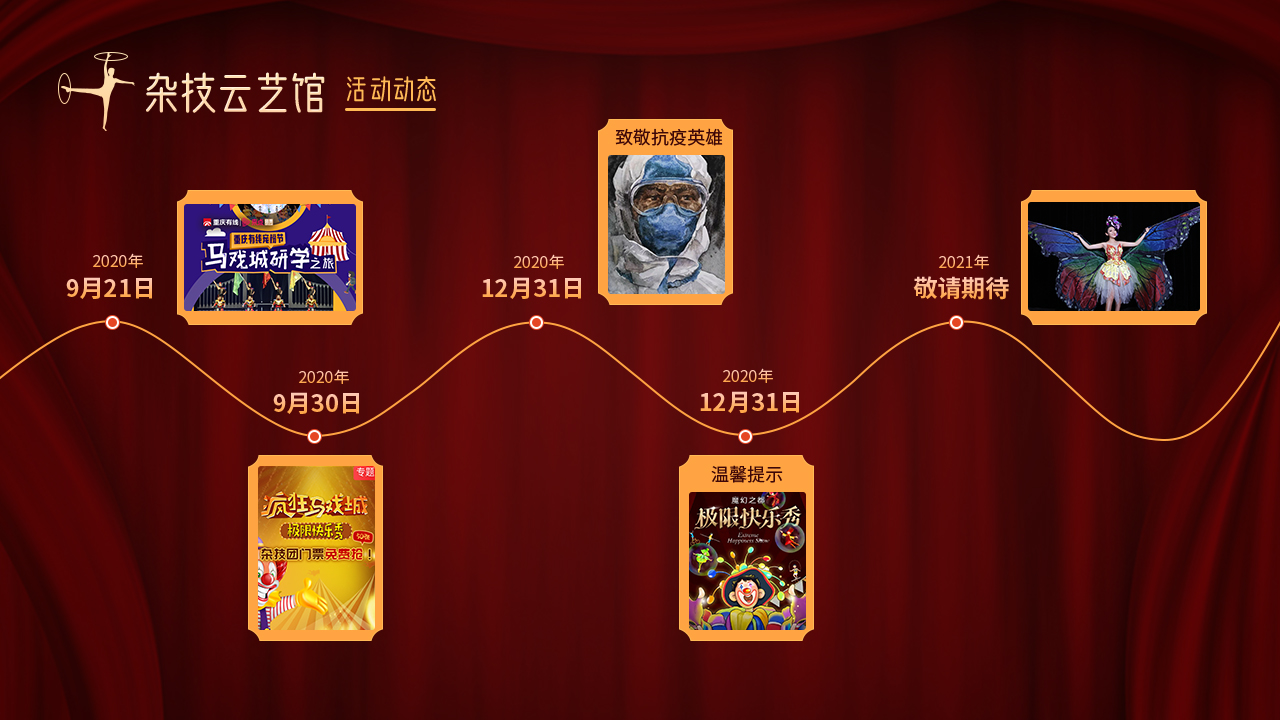 杂技云艺馆
活动动态
2020年
9月21日
重庆有线
重庆有线宠粉节
马戏城研学之旅
2020年
9月30日
专题
疯狂马戏城
极限快乐秀
杂技团门票免费抢！
2020年
12月31日
致敬抗疫英雄
2020年
12月31日
温馨提示
魔幻之都
极限快乐秀
Extreme
Happiness Show
2021年
敬请期待